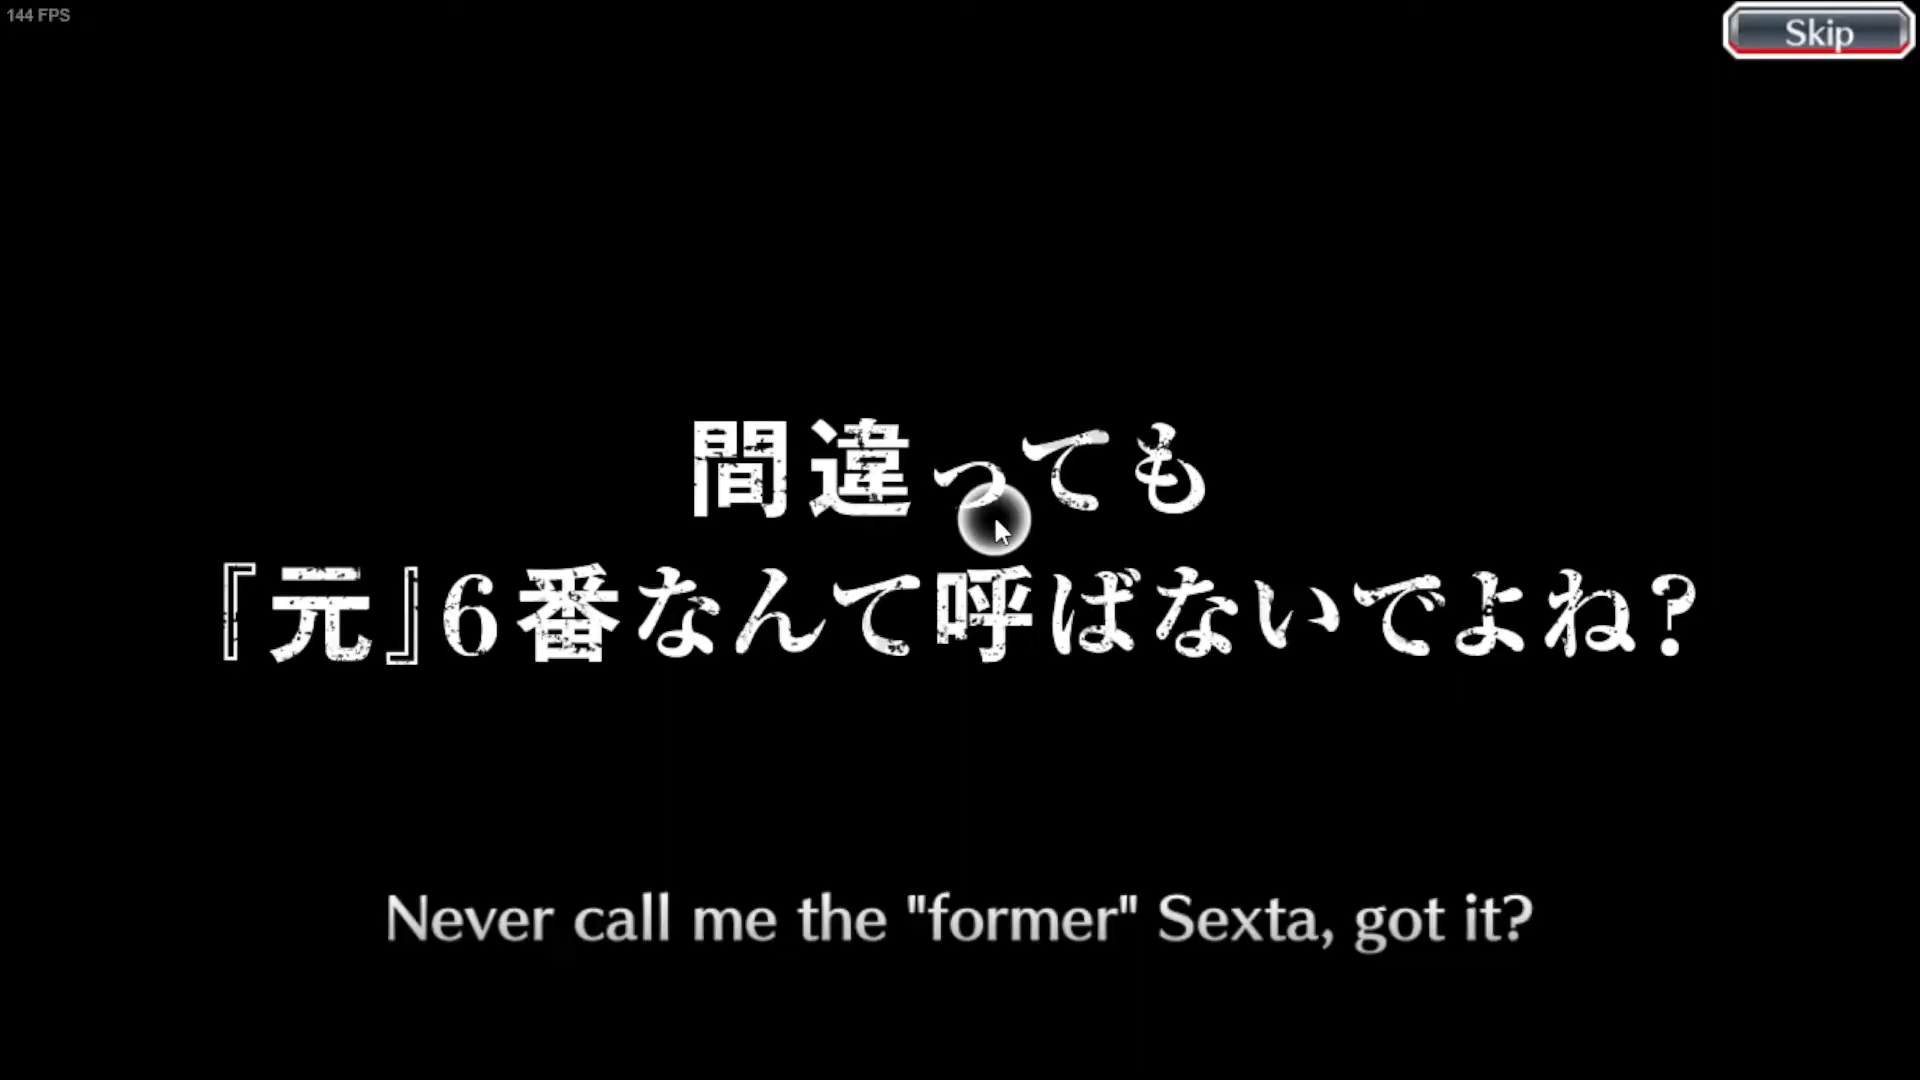 144 FPS
Skip
間違っても
『元』6番なんて呼ばないでよね?
Never call me the "former" Sexta, got it?